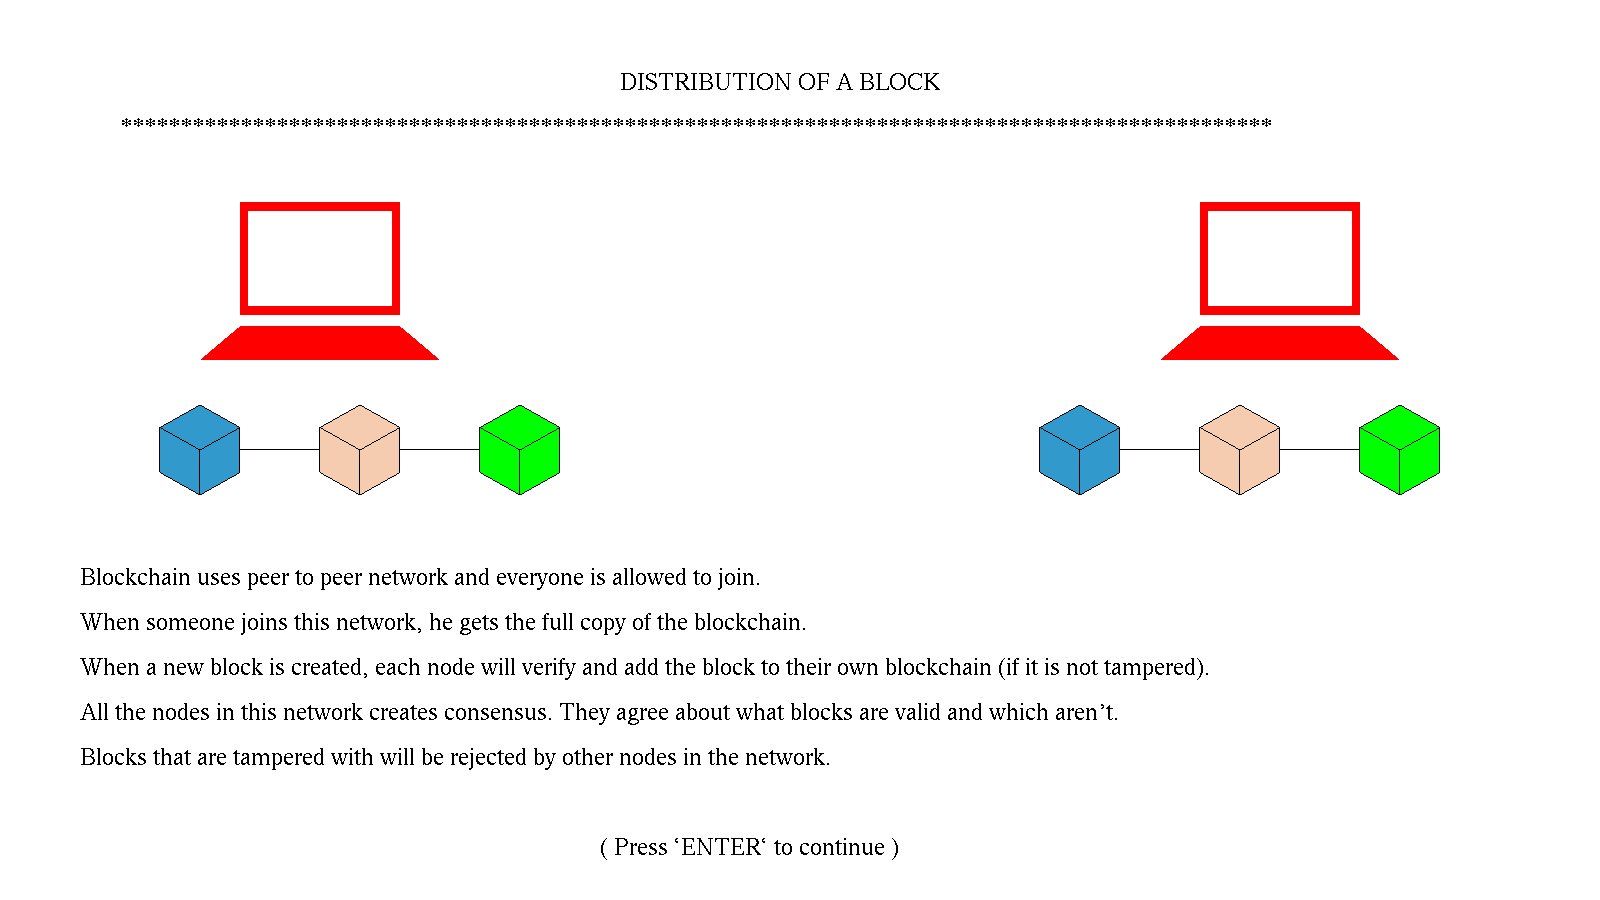 DISTRIBUTION OF A BLOCK
************************************************************************************************
Blockchain uses peer to peer network and everyone is allowed to join.
When someone joins this network, he gets the full copy of the blockchain.
When a new block is created, each node will verify and add the block to their own blockchain (if it is not tampered).
All the nodes in this network creates consensus. They agree about what blocks are valid and which aren’t.
Blocks that are tampered with will be rejected by other nodes in the network.
( Press ‘ENTER‘ to continue )